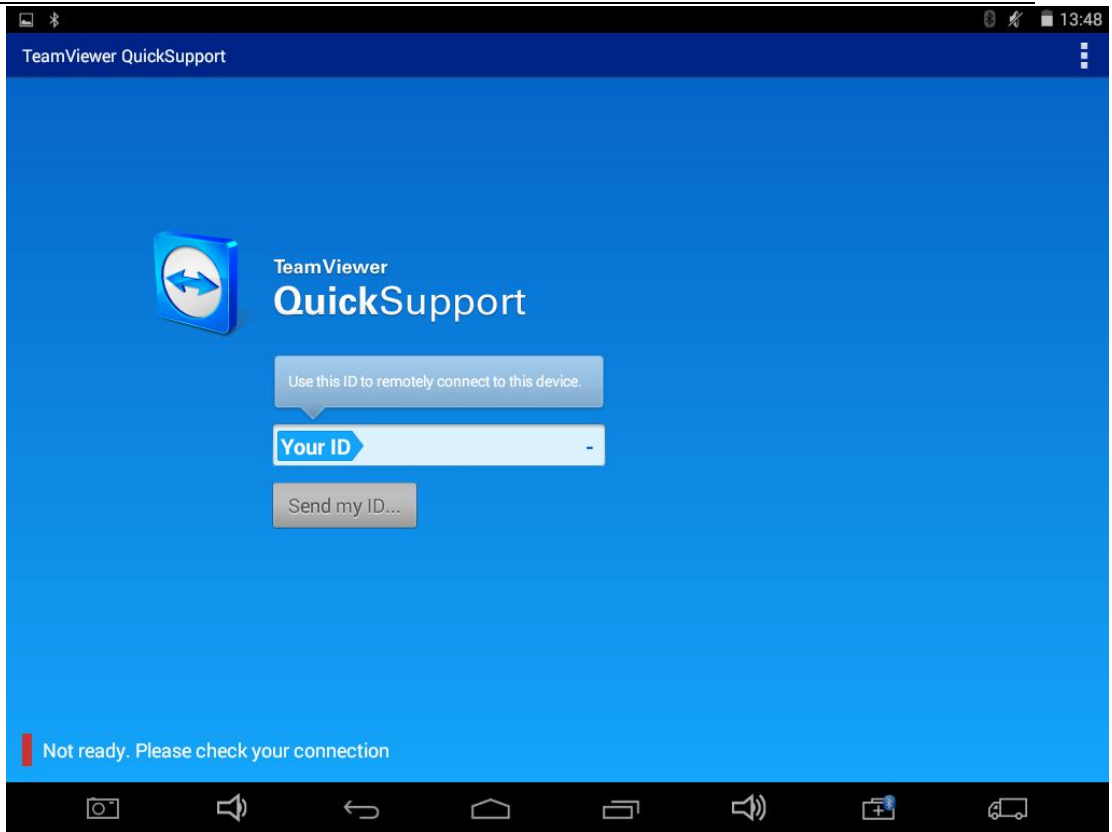 13:48
TeamViewer QuickSupport
TeamViewer
QuickSupport
Use this ID to remotely connect to this device.
Your ID -
Send my ID...
Not ready. Please check your connection